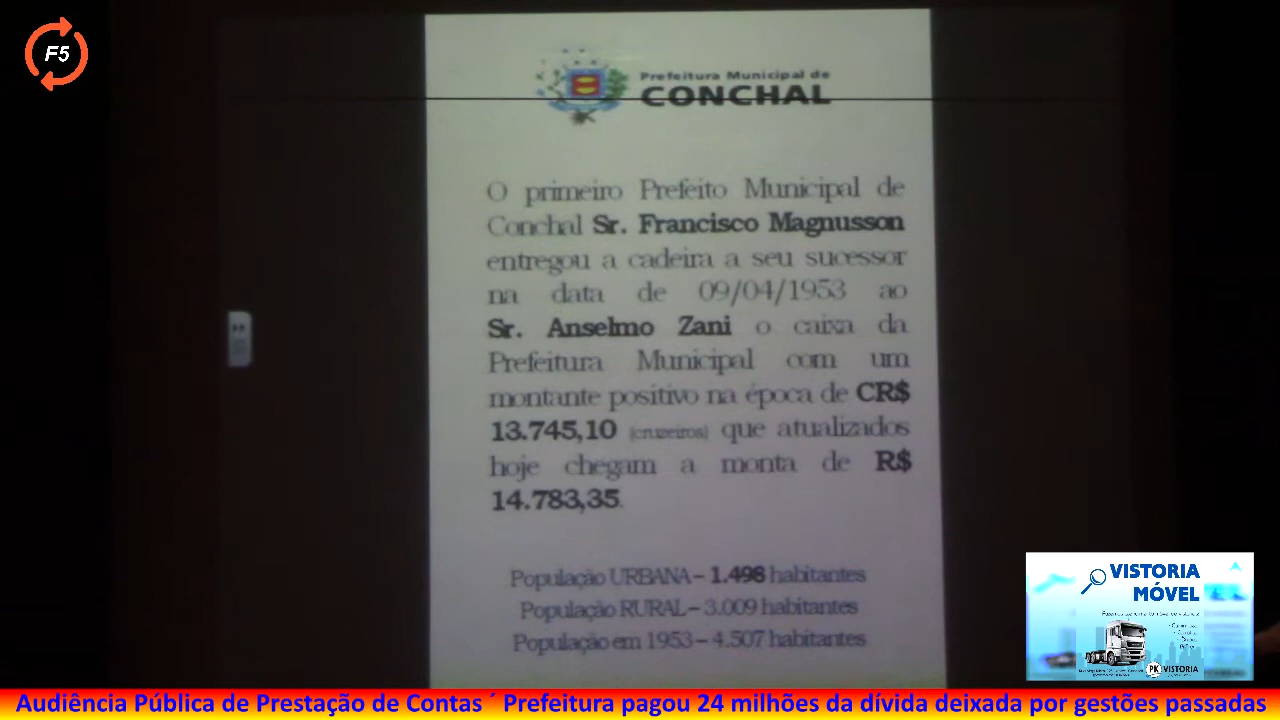 F5
Prefeitura Municipal de
CONCHAL
O primeiro Prefeito Municipal de
Conchal Sr. Francisco Magnusson
entregou a cadeira a seu sucessor
na data de 09/04/1953 ao
Sr. Anselmo Zani o caixa da
Prefeitura Municipal com um
montante positivo na época de CR$
13.745,10 (cruzeiros) que atualizados
hoje chegam a monta de R$
14.783,35.
População URBANA – 1.498 habitantes
População RURAL – 3.009 habitantes
População em 1953 – 4.507 habitantes
VISTORIA
MÓVEL
PK VISTORIA
Audiência Pública de Prestação de Contas ´ Prefeitura pagou 24 milhões da dívida deixada por gestões passadas